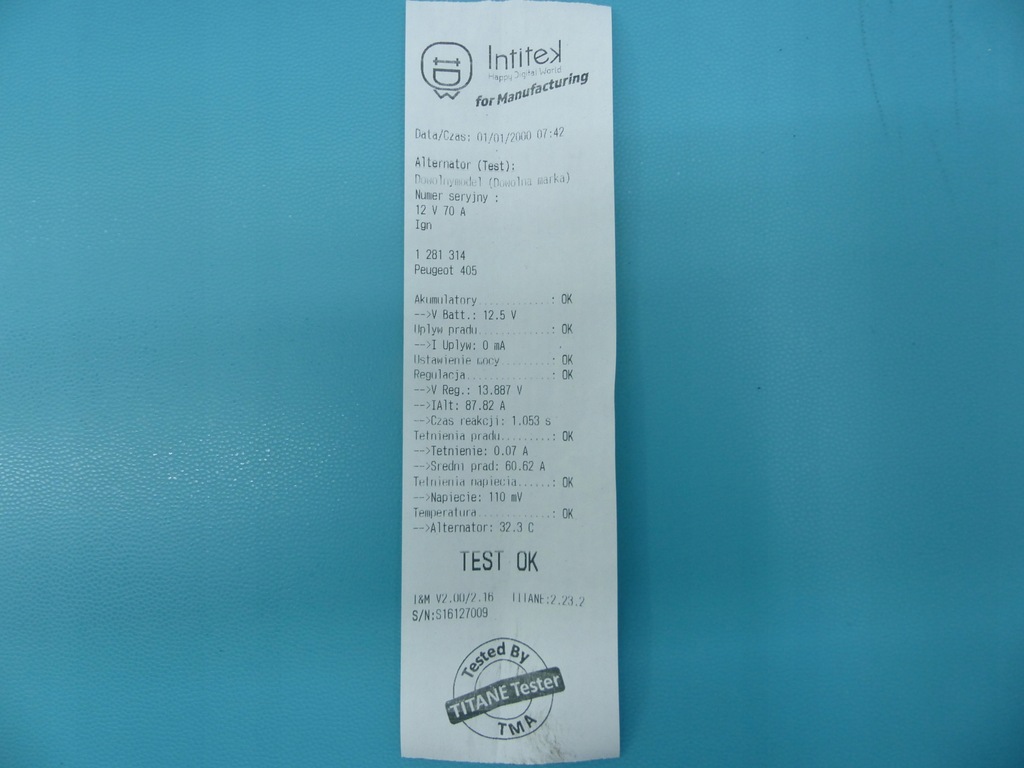 Intitek
Happy Digital World
for Manufacturing
Data/Czas: 01/01/2000 07:42
Alternator (Test):
Dowolnymodel (Dowolna marka)
Numer seryjny :
12 V 70 A
Ign
1 281 314
Peugeot 405
Akumulatory............: OK
-->V Batt.: 12.5 V
Uplyw pradu............: OK
-->I Uplyw: 0 mA
Ustawienie mocy........: OK
Regulacja..............: OK
-->V Reg.: 13.887 V
-->IAlt: 87.82 A
-->Czas reakcji: 1.053 s
Tetnienia pradu.........: OK
-->Tetnienie: 0.07 A
-->Sredni prad: 60.62 A
Tetnienia napiecia......: OK
-->Napiecie: 110 mV
Temperatura............: OK
-->Alternator: 32.3 C
TEST OK
I&M V2.00/2.16 TITANE:2.23.2
S/N:S16127009
Tested By
TITANE Tester
TMA